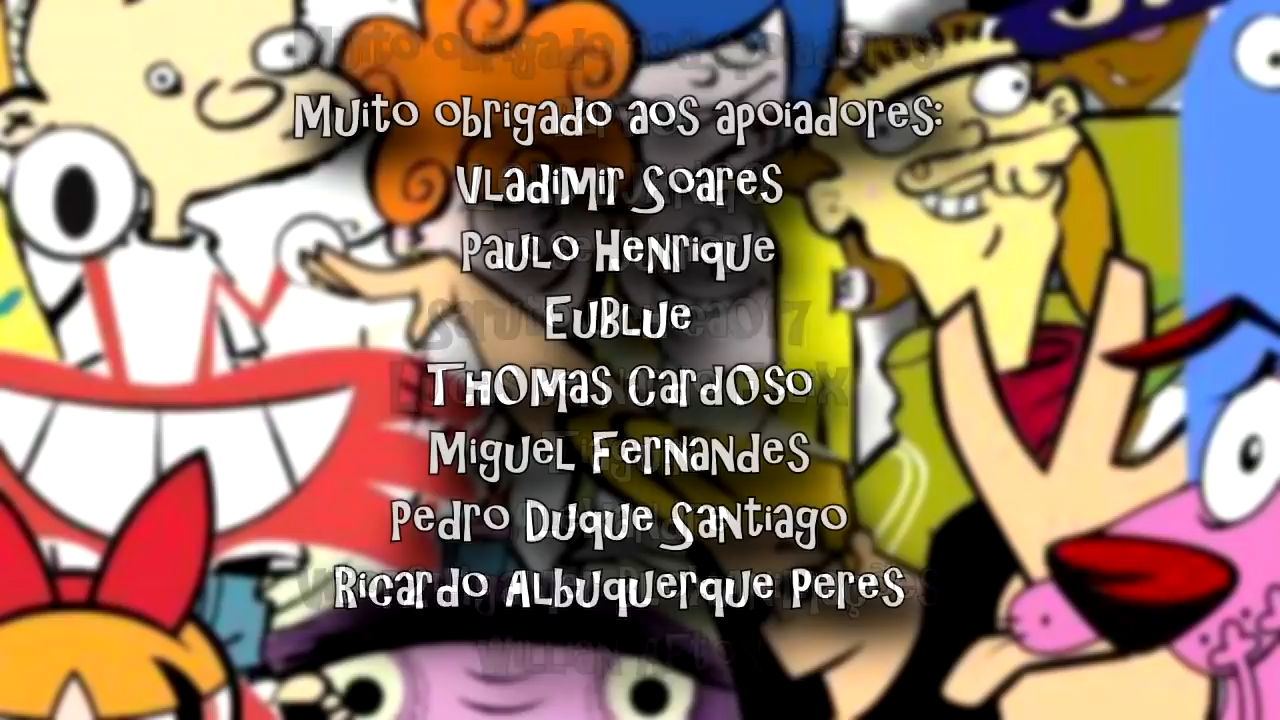 Muito obrigado aos apoiadores:
Vladimir Soares
Paulo Henrique
EuBlue
Thomas Cardoso
Miguel Fernandes
Pedro Duque Santiago
Ricardo Albuquerque Peres